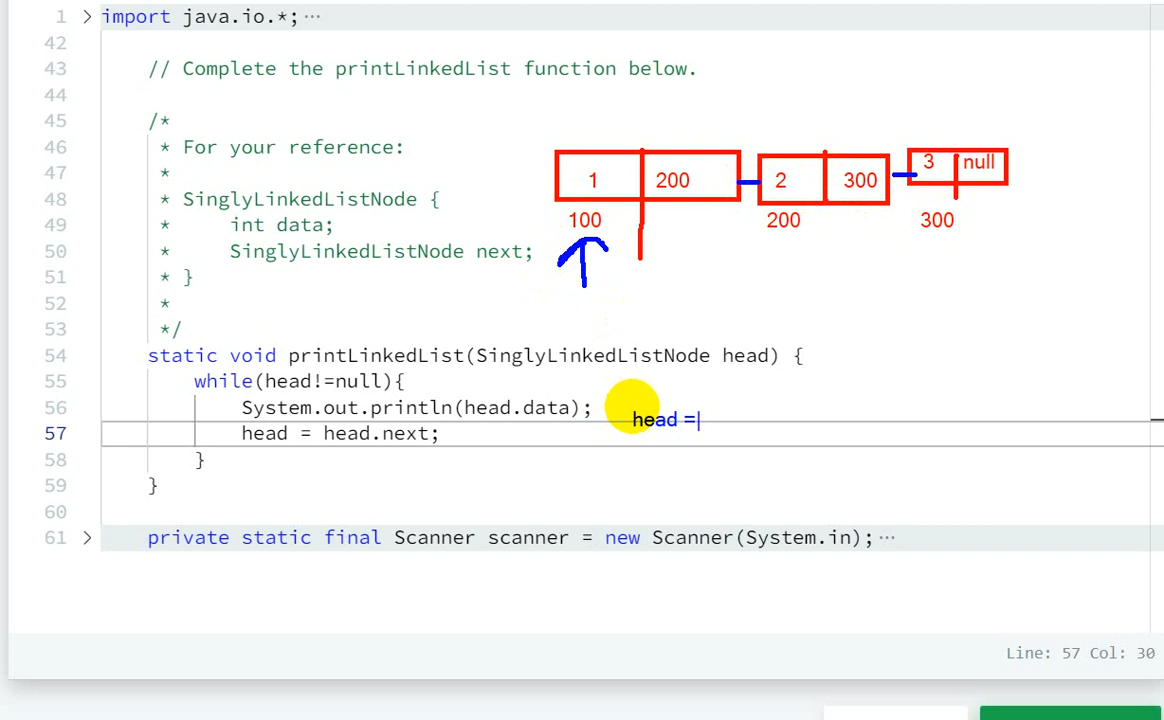 1 import java.io.*;
42
43 // Complete the printLinkedList function below.
44
45 /*
46 * For your reference:
47 *
48 * SinglyLinkedListNode {
49 * int data;
50 * SinglyLinkedListNode next;
51 * }
52 *
53 */
1 200 2 300 3 null
100 200 300
54 static void printLinkedList(SinglyLinkedListNode head) {
55 while(head!=null){
56 System.out.println(head.data);
head =
57 head = head.next;
58 }
59 }
60
61 private static final Scanner scanner = new Scanner(System.in);
Line: 57 Col: 30